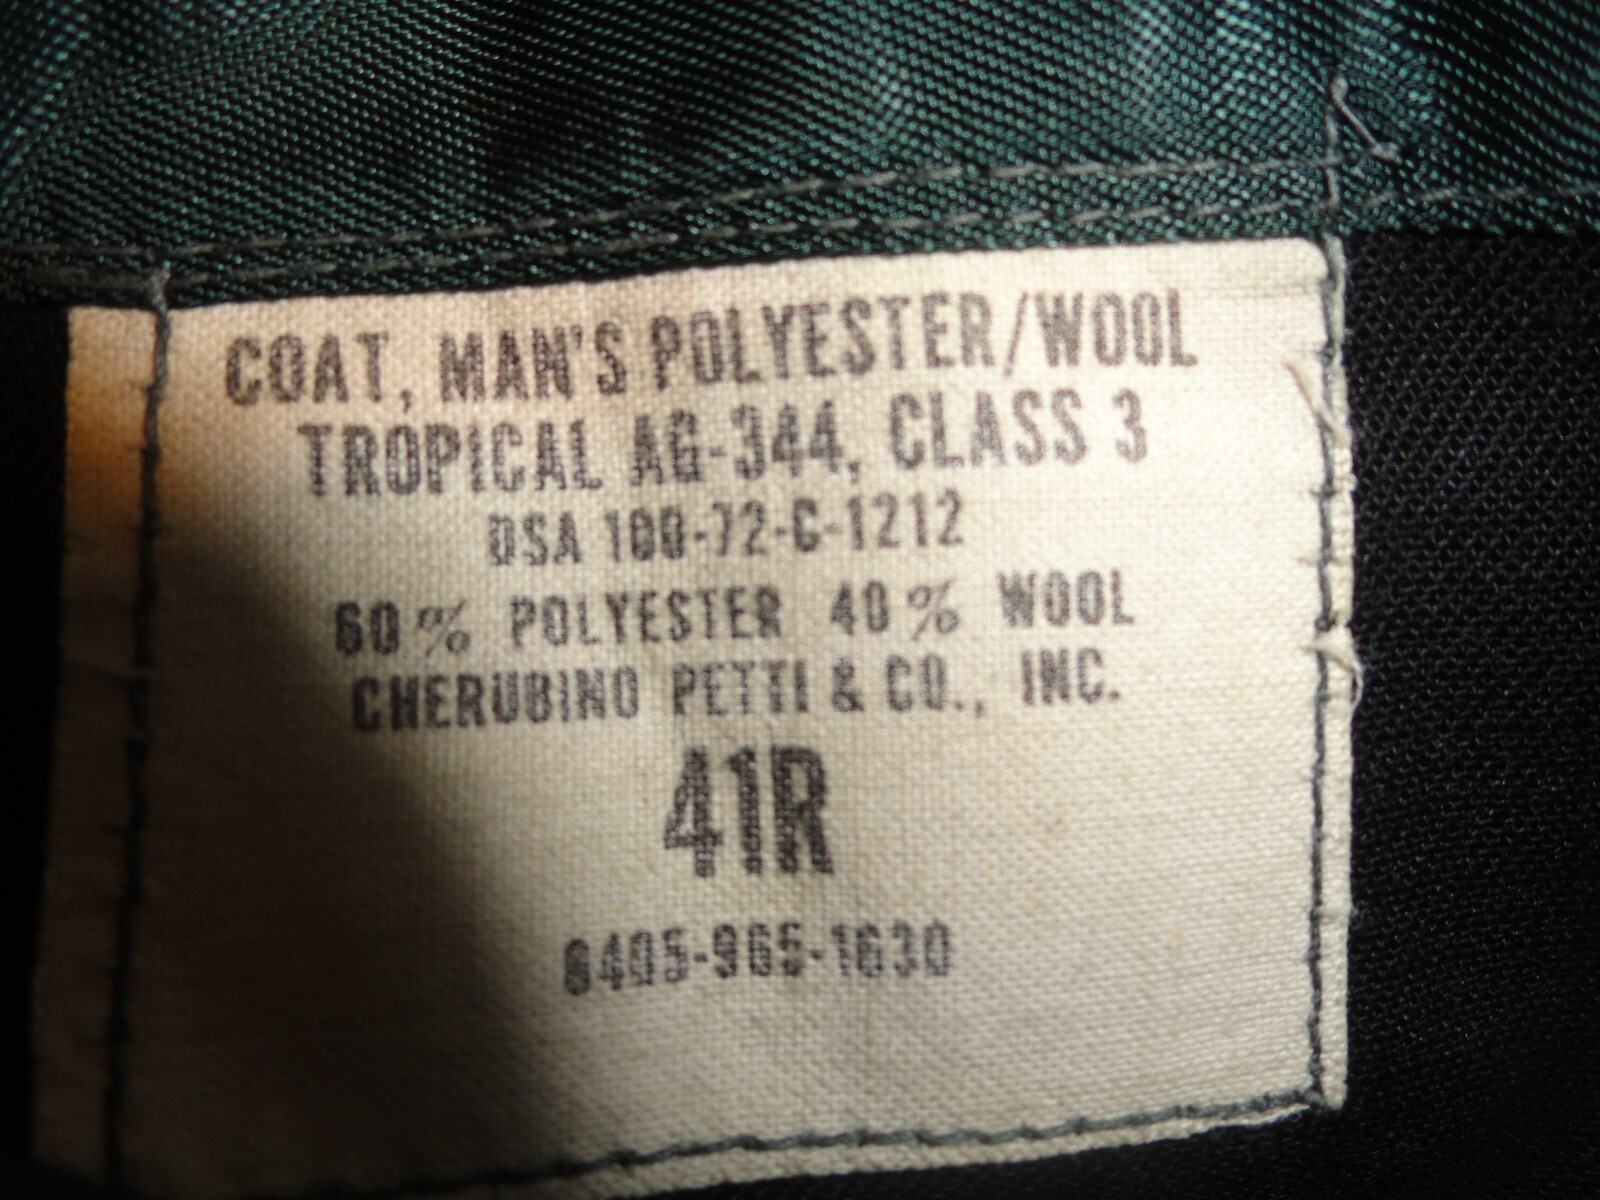 COAT, MAN'S POLYESTER/WOOL
TROPICAL AG-344, CLASS 3
DSA 100-72-C-1212
60% POLYESTER 40% WOOL
CHERUBINO PETTI & CO., INC.
41R
8405-965-1630